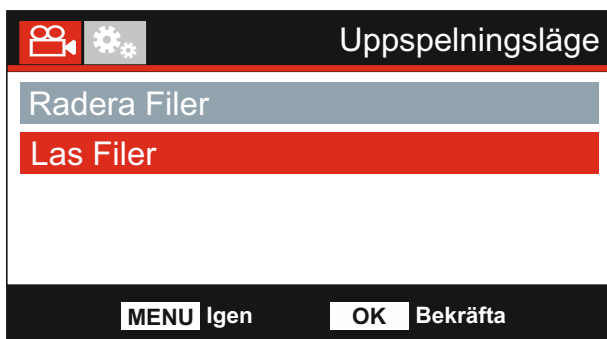 Uppspelningsläge
Radera Filer
Las Filer
MENU Igen OK Bekräfta